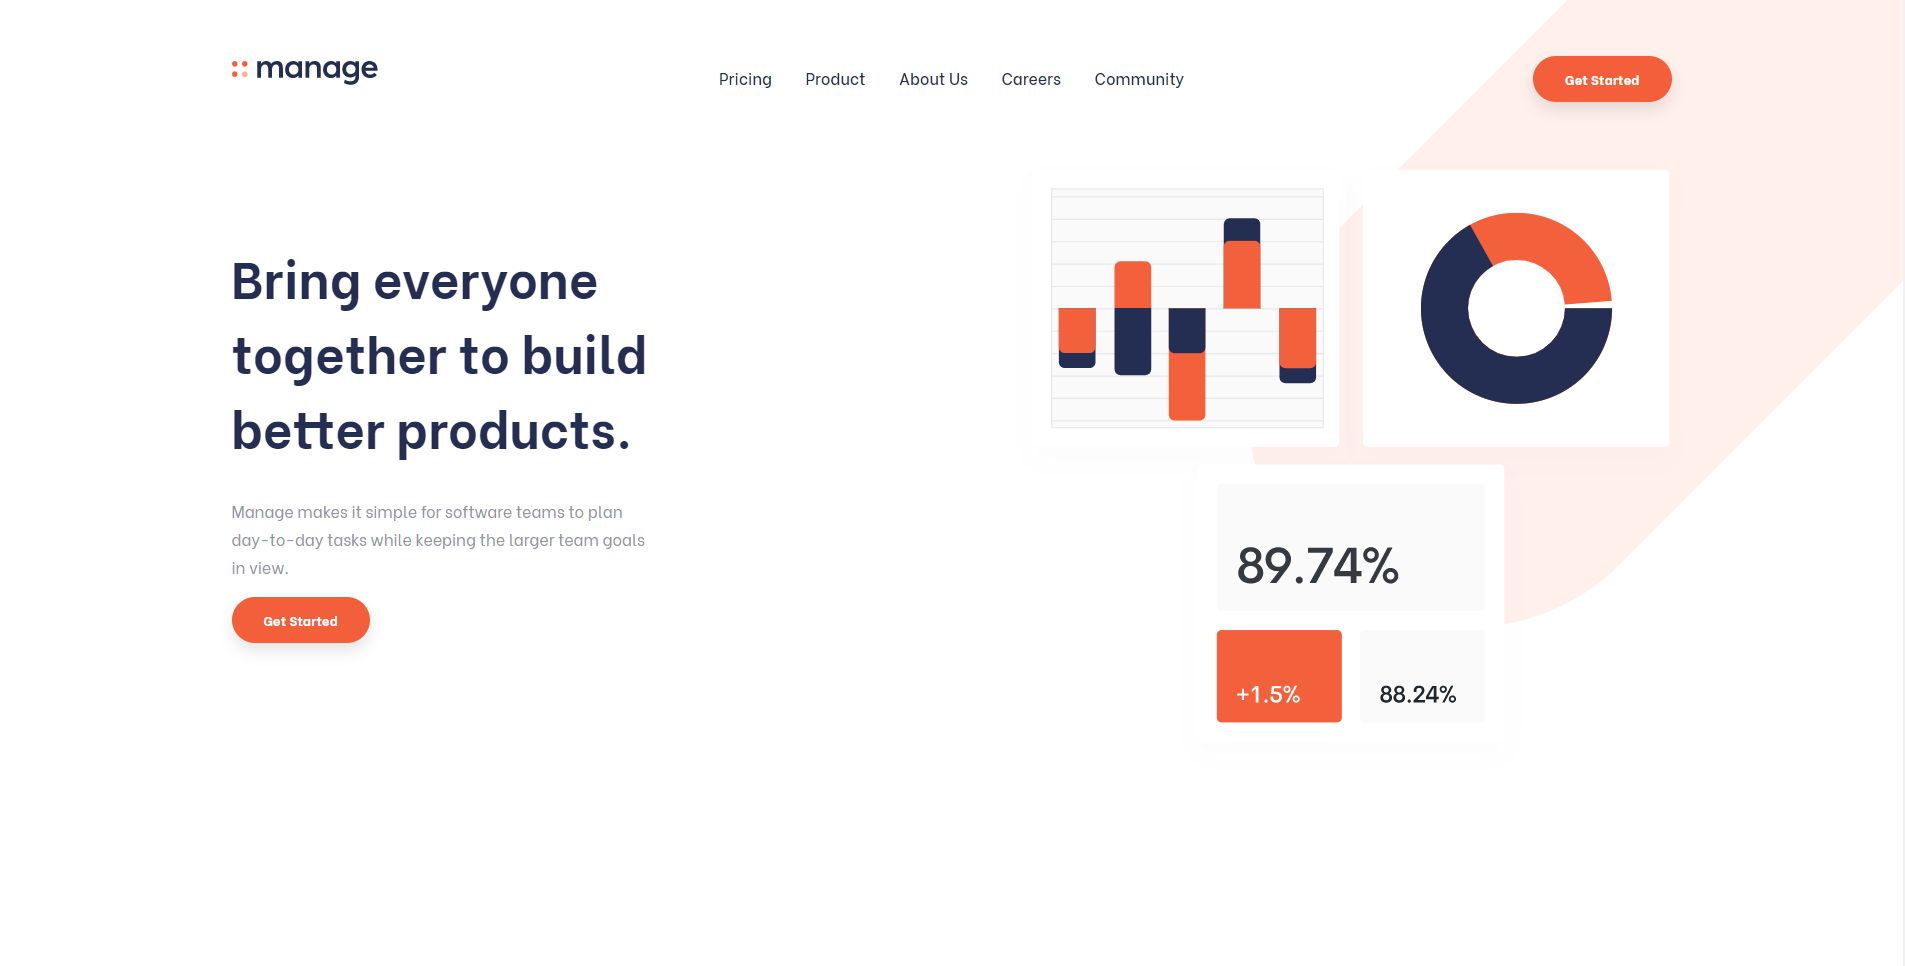 manage
Pricing Product About Us Careers Community
Get Started
Bring everyone
together to build
better products.
Manage makes it simple for software teams to plan
day-to-day tasks while keeping the larger team goals
in view.
Get Started
89.74%
+1.5% 88.24%